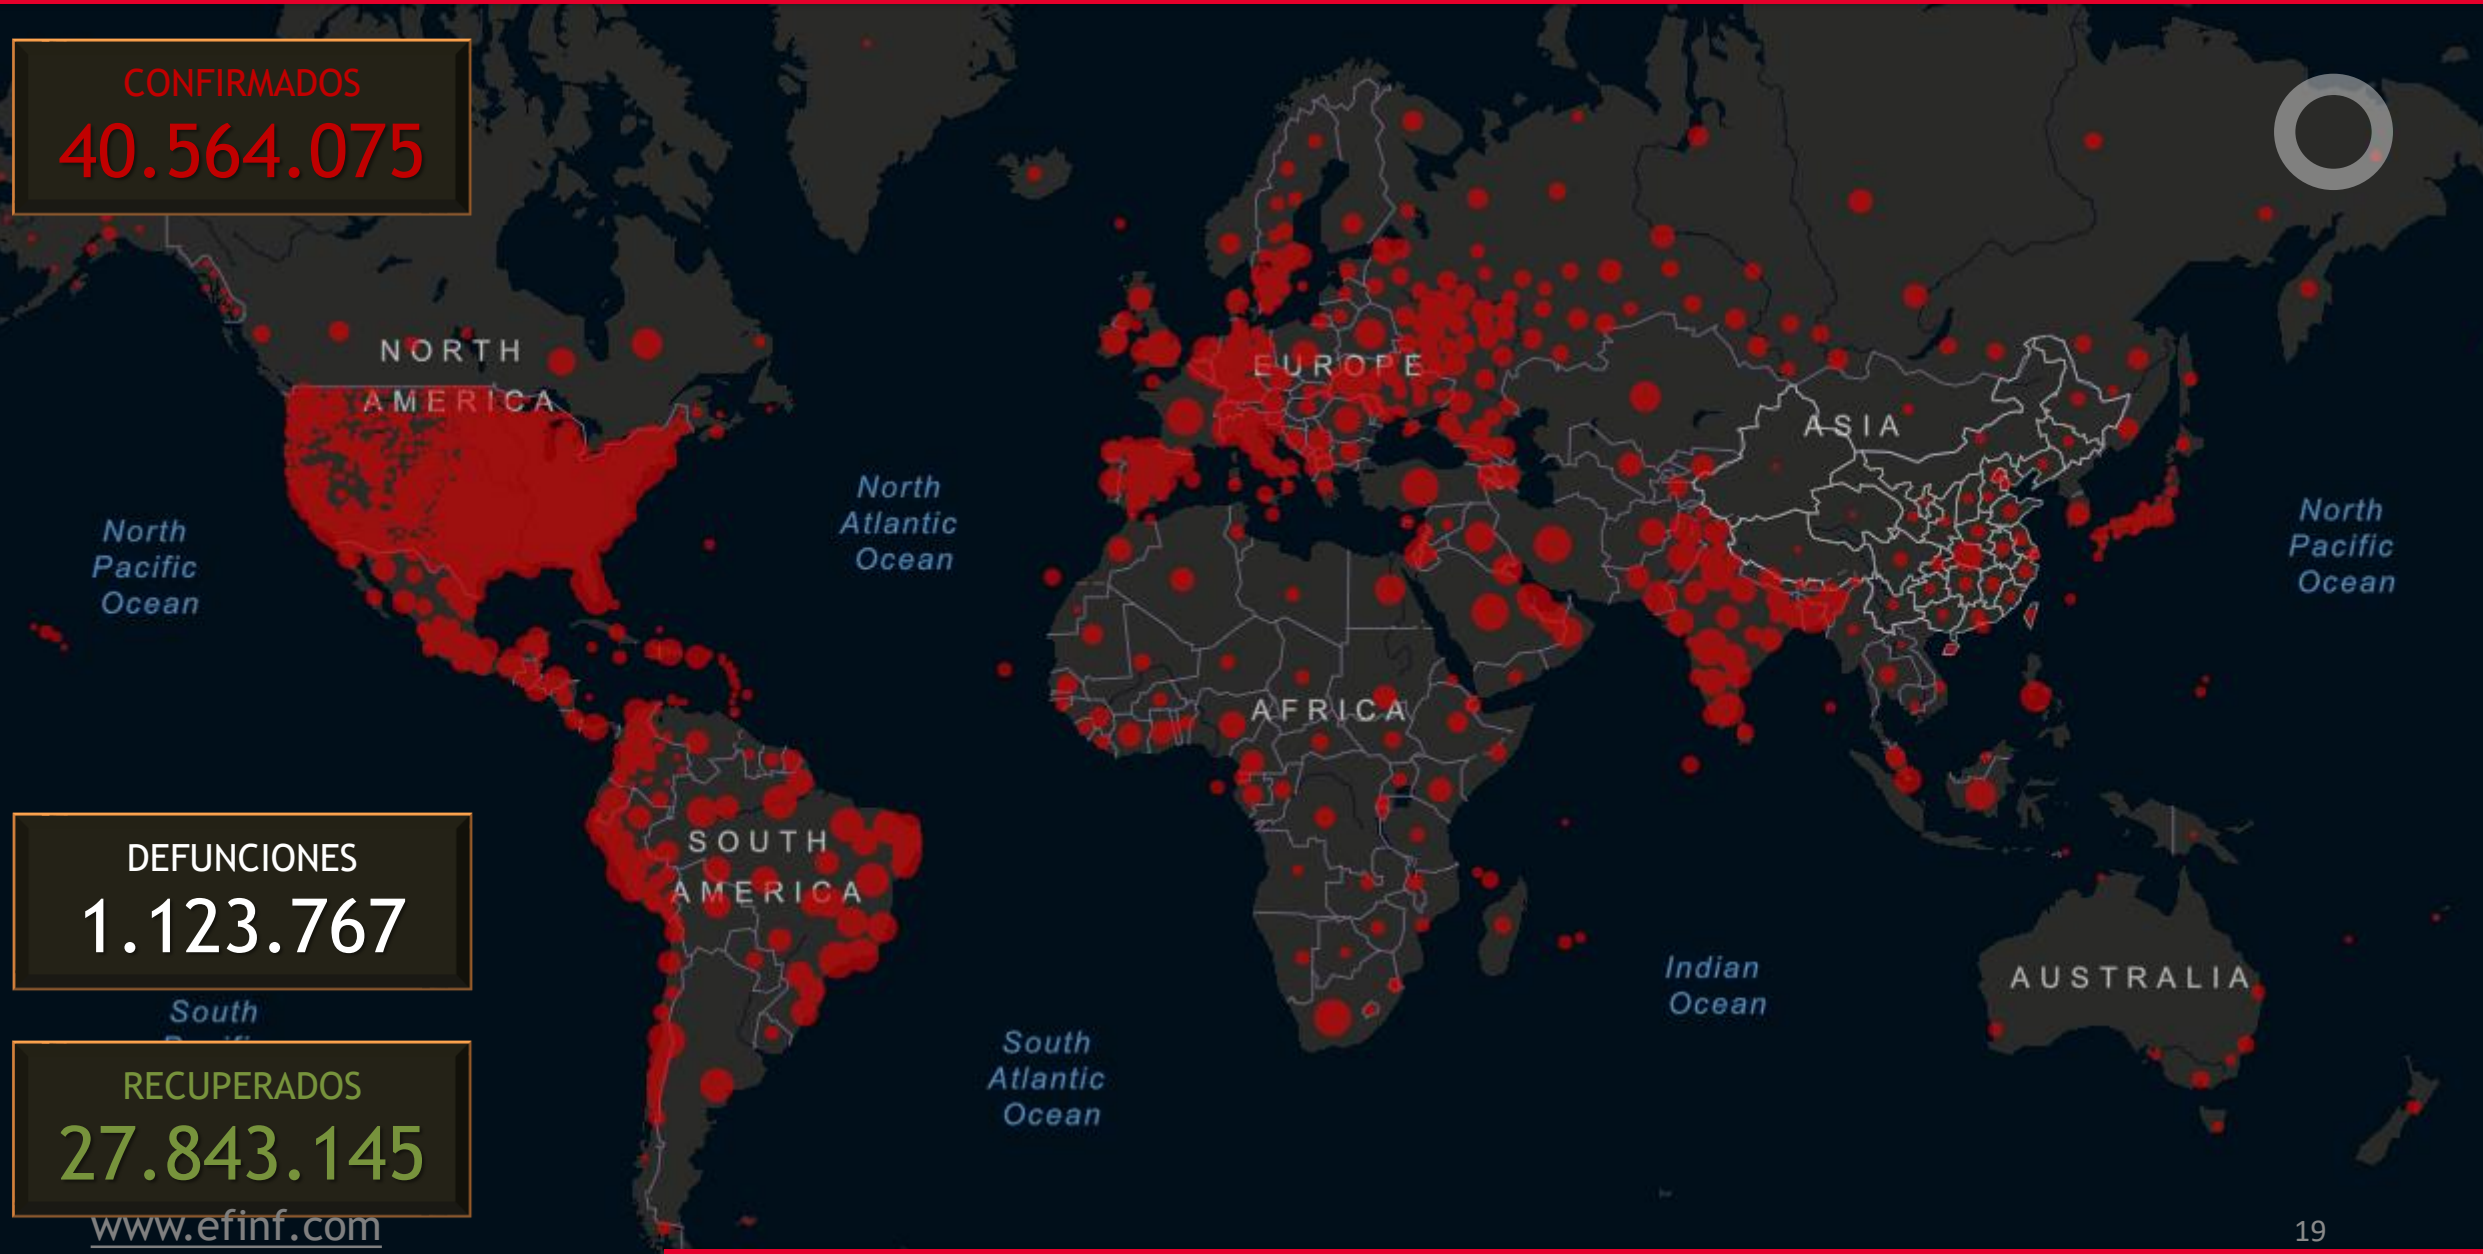 CONFIRMADOS
40.564.075
NORTH
AMERICA
EUROPE
ASIA
North
Atlantic
Ocean
North
Pacific
Ocean
North
Pacific
Ocean
AFRICA
SOUTH
AMERICA
DEFUNCIONES
1.123.767
Indian
Ocean
AUSTRALIA
South
South
Atlantic
Ocean
RECUPERADOS
27.843.145
www.efinf.com
19